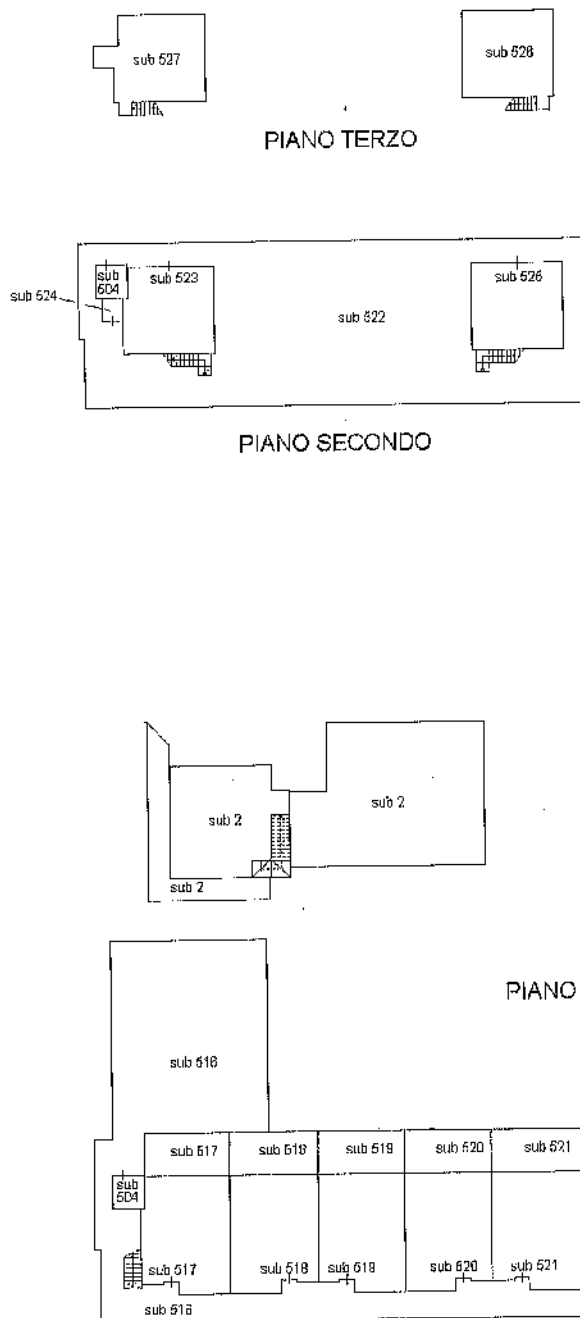 sub 527
sub 528
PIANO TERZO
sub 504
sub 523
sub 526
sub 524
sub 522
PIANO SECONDO
sub 2
sub 2
sub 2
PIANO
sub 516
sub 517
sub 518
sub 519
sub 520
sub 521
sub 504
sub 517
sub 518
sub 519
sub 520
sub 521
sub 516